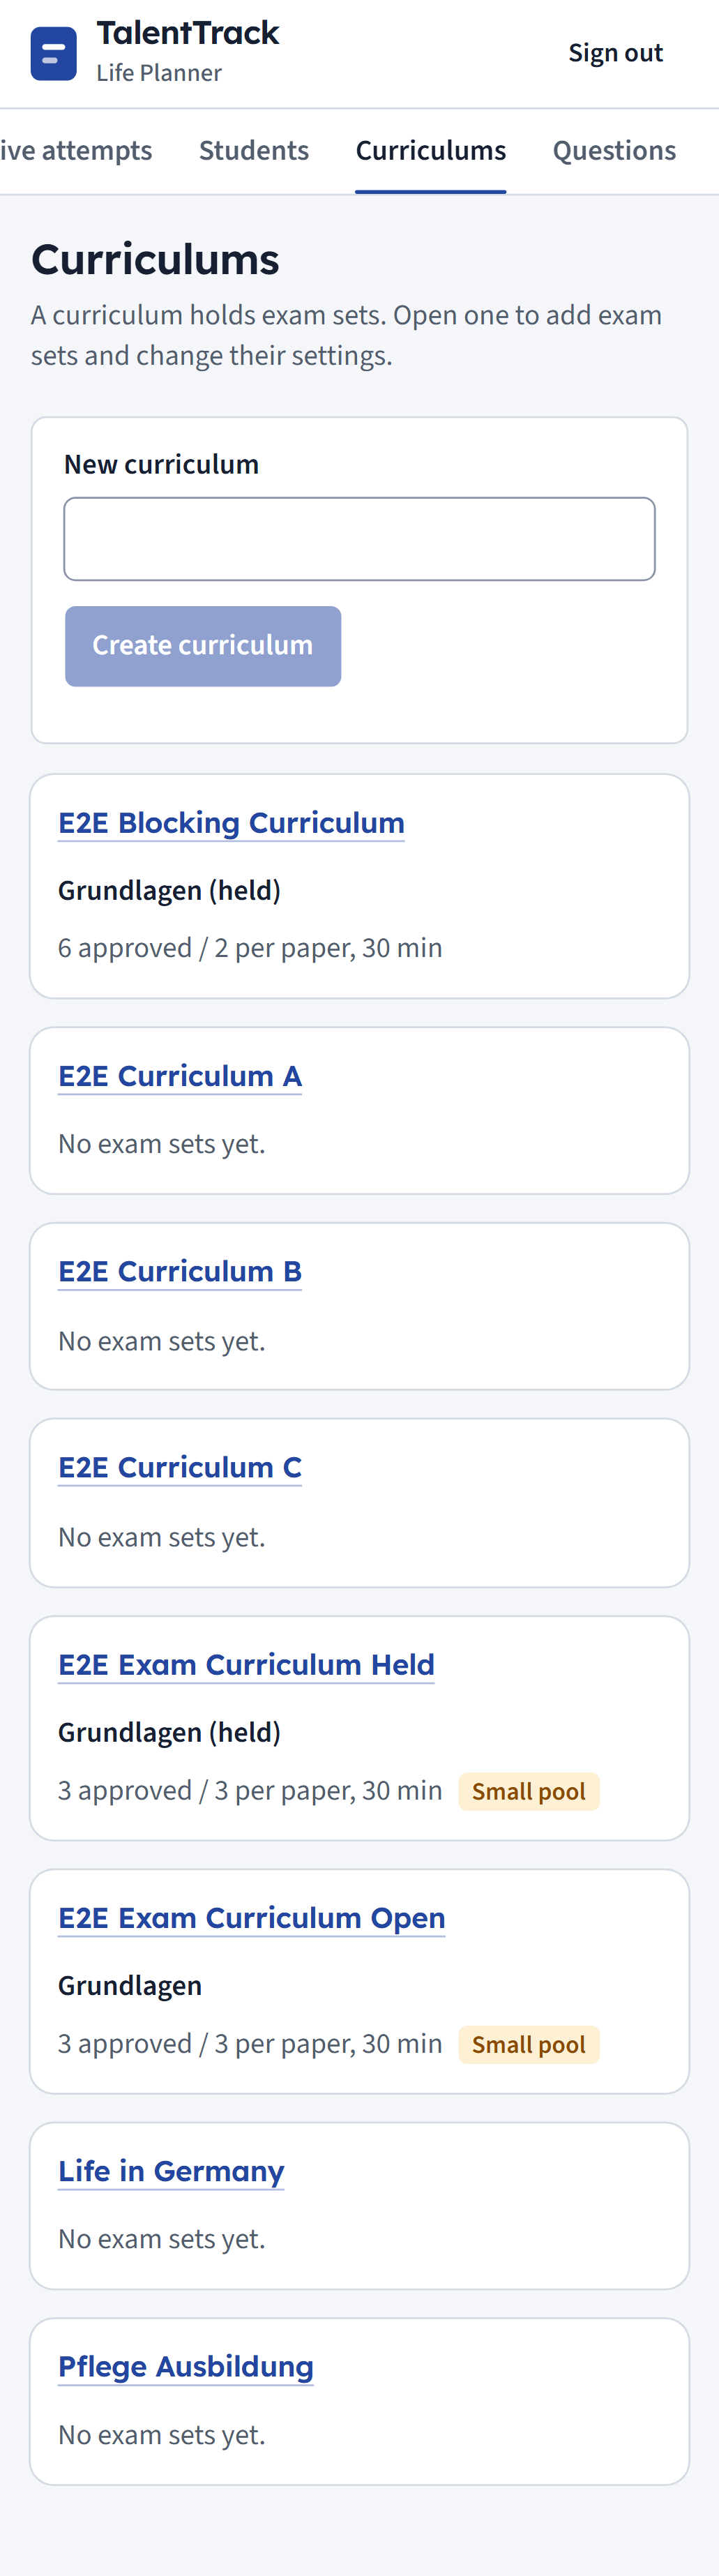 TalentTrack
Life Planner
Sign out
ive attempts
Students
Curriculums
Questions
Curriculums
A curriculum holds exam sets. Open one to add exam
sets and change their settings.
New curriculum
Create curriculum
E2E Blocking Curriculum
Grundlagen (held)
6 approved / 2 per paper, 30 min
E2E Curriculum A
No exam sets yet.
E2E Curriculum B
No exam sets yet.
E2E Curriculum C
No exam sets yet.
E2E Exam Curriculum Held
Grundlagen (held)
3 approved / 3 per paper, 30 min Small pool
E2E Exam Curriculum Open
Grundlagen
3 approved / 3 per paper, 30 min Small pool
Life in Germany
No exam sets yet.
Pflege Ausbildung
No exam sets yet.